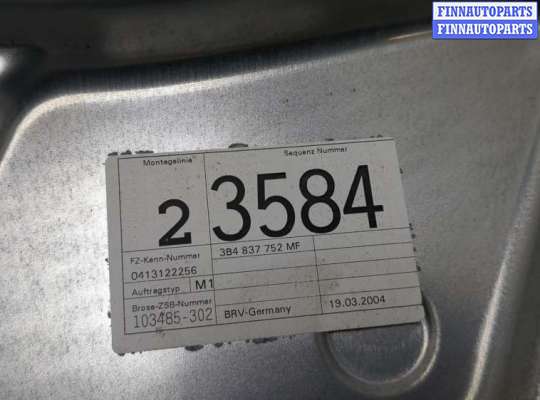 FINNAUTOPARTS
FINNAUTOPARTS
Montagelinie
Sequenz Nummer
2 3584
FZ-Kenn-Nummer
3B4 837 752 MF
0413122256
Auftragstyp M1
Brose-ZSB-Nummer
103485-302
BRV-Germany
19.03.2004